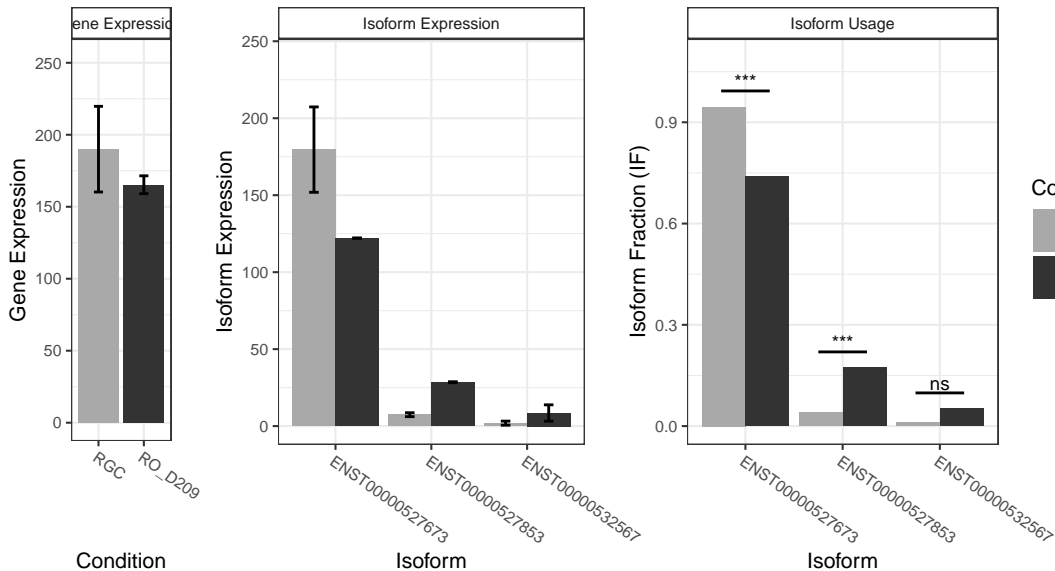 ene Expressio
Isoform Expression
Isoform Usage
Gene Expression
250
200
150
100
50
0
RGC
RO_D209
Condition
Isoform Expression
250
200
150
100
50
0
ENST00000527673
ENST00000527853
ENST00000532567
Isoform
Isoform Fraction (IF)
0.9
0.6
0.3
0.0
***
***
ns
ENST00000527673
ENST00000527853
ENST00000532567
Isoform
Co